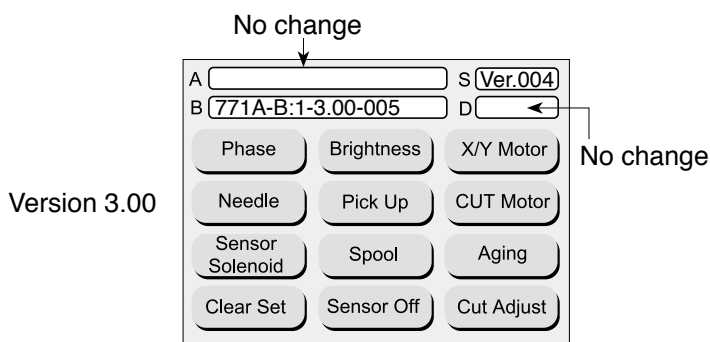 No change
A S Ver.004
B 771A-B:1-3.00-005 D
No change
Phase Brightness X/Y Motor
Version 3.00
Needle Pick Up CUT Motor
Sensor
Solenoid
Spool Aging
Clear Set Sensor Off Cut Adjust